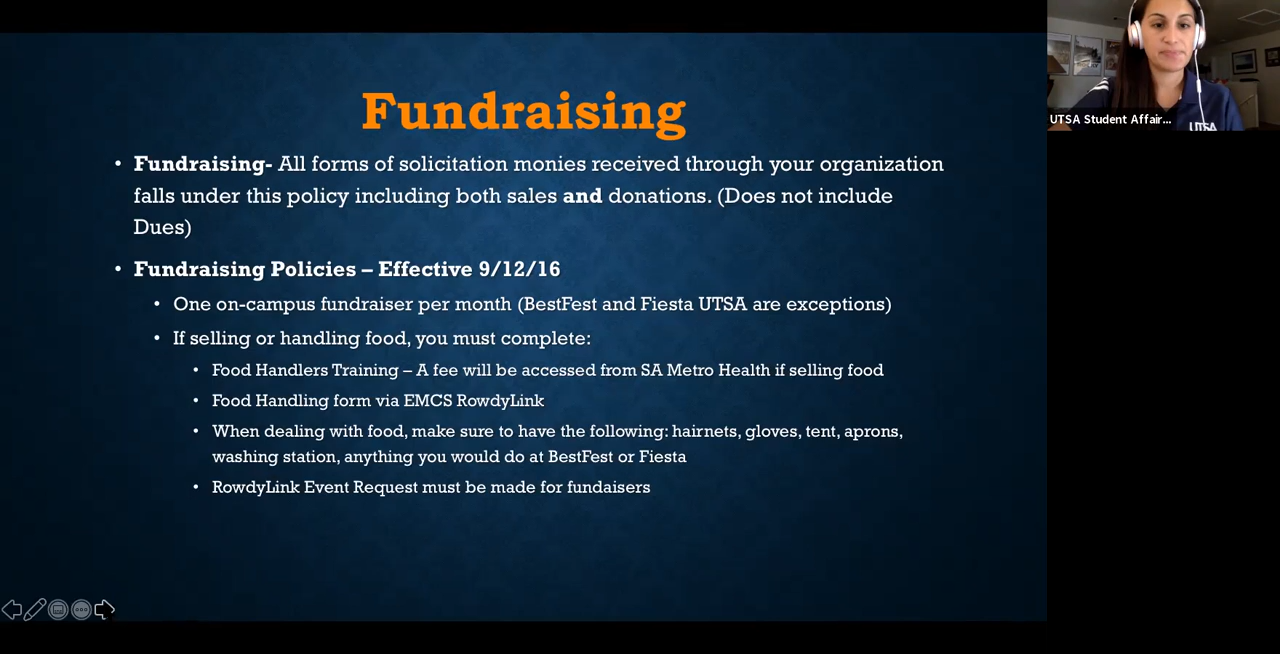 Fundraising
• Fundraising- All forms of solicitation monies received through your organization
falls under this policy including both sales and donations. (Does not include
Dues)
• Fundraising Policies – Effective 9/12/16
• One on-campus fundraiser per month (BestFest and Fiesta UTSA are exceptions)
• If selling or handling food, you must complete:
• Food Handlers Training – A fee will be accessed from SA Metro Health if selling food
• Food Handling form via EMCS RowdyLink
• When dealing with food, make sure to have the following: hairnets, gloves, tent, aprons,
washing station, anything you would do at BestFest or Fiesta
• RowdyLink Event Request must be made for fundaisers
UTSA Student Affair...
UTSA